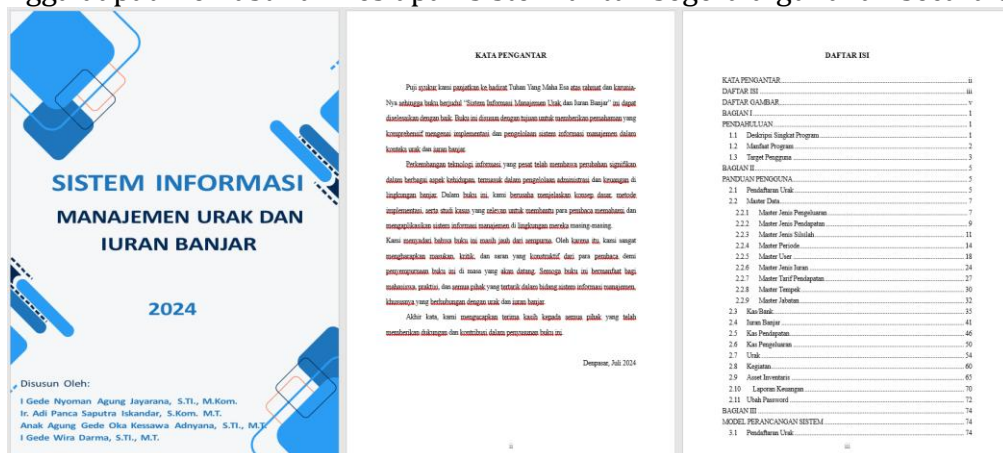 SISTEM INFORMASI
MANAJEMEN URAK DAN
IURAN BANJAR
2024
Disusun Oleh:
I Gede Nyoman Agung Jayarana, S.TI., M.Kom.
Ir. Adi Panca Saputra Iskandar, S.Kom. M.T.
Anak Agung Gede Oka Kessawa Adnyana, S.TI., M.T.
I Gede Wira Darma, S.TI., M.T.
KATA PENGANTAR
Puji syukur kami panjatkan ke hadirat Tuhan Yang Maha Esa atas rahmat dan karunia-
Nya sehingga buku berjudul "Sistem Informasi Manajemen Urak dan Iuran Banjar" ini dapat
diselesaikan dengan baik. Buku ini disusun dengan tujuan untuk memberikan pemahaman yang
komprehensif mengenai implementasi dan pengelolaan sistem informasi manajemen dalam
konteks urak dan iuran banjar.
Perkembangan teknologi informasi yang pesat telah membawa perubahan signifikan
dalam berbagai aspek kehidupan, termasuk dalam pengelolaan administrasi dan keuangan di
lingkungan banjar. Dalam buku ini, kami berusaha menjelaskan konsep dasar, metode
implementasi, serta studi kasus yang relevan untuk membantu para pembaca memahami dan
mengaplikasikan sistem informasi manajemen di lingkungan mereka masing-masing.
Kami menyadari bahwa buku ini masih jauh dari sempurna. Oleh karena itu, kami sangat
mengharapkan masukan, kritik, dan saran yang konstruktif dari para pembaca demi
penyempurnaan buku ini di masa yang akan datang. Semoga buku ini bermanfaat bagi
mahasiswa, praktisi, dan semua pihak yang tertarik dalam bidang sistem informasi manajemen,
khususnya yang berhubungan dengan urak dan iuran banjar.
Akhir kata, kami mengucapkan terima kasih kepada semua pihak yang telah
memberikan dukungan dan kontribusi dalam penyusunan buku ini.
Denpasar, Juli 2024
ii
DAFTAR ISI
KATA PENGANTAR ii
DAFTAR ISI iii
DAFTAR GAMBAR v
BAGIAN I 1
PENDAHULUAN 1
1.1 Deskripsi Singkat Program 1
1.2 Manfaat Program 2
1.3 Target Pengguna 3
BAGIAN II 5
PANDUAN PENGGUNA 5
2.1 Pendaftaran Urak 5
2.2 Master Data 7
2.2.1 Master Jenis Pengeluaran 7
2.2.2 Master Jenis Pendapatan 9
2.2.3 Master Jenis Silsilah 11
2.2.4 Master Periode 14
2.2.5 Master User 18
2.2.6 Master Jenis Iuran 24
2.2.7 Master Tarif Pendapatan 27
2.2.8 Master Tempek 30
2.2.9 Master Jabatan 32
2.3 Kas Bank 35
2.4 Iuran Banjar 41
2.5 Kas Pendapatan 46
2.6 Kas Pengeluaran 50
2.7 Urak 54
2.8 Kegiatan 60
2.9 Asset Inventaris 65
2.10 Laporan Keuangan 70
2.11 Ubah Password 72
BAGIAN III 74
MODEL PERANCANGAN SISTEM 74
3.1 Pendaftaran Urak 74
iii